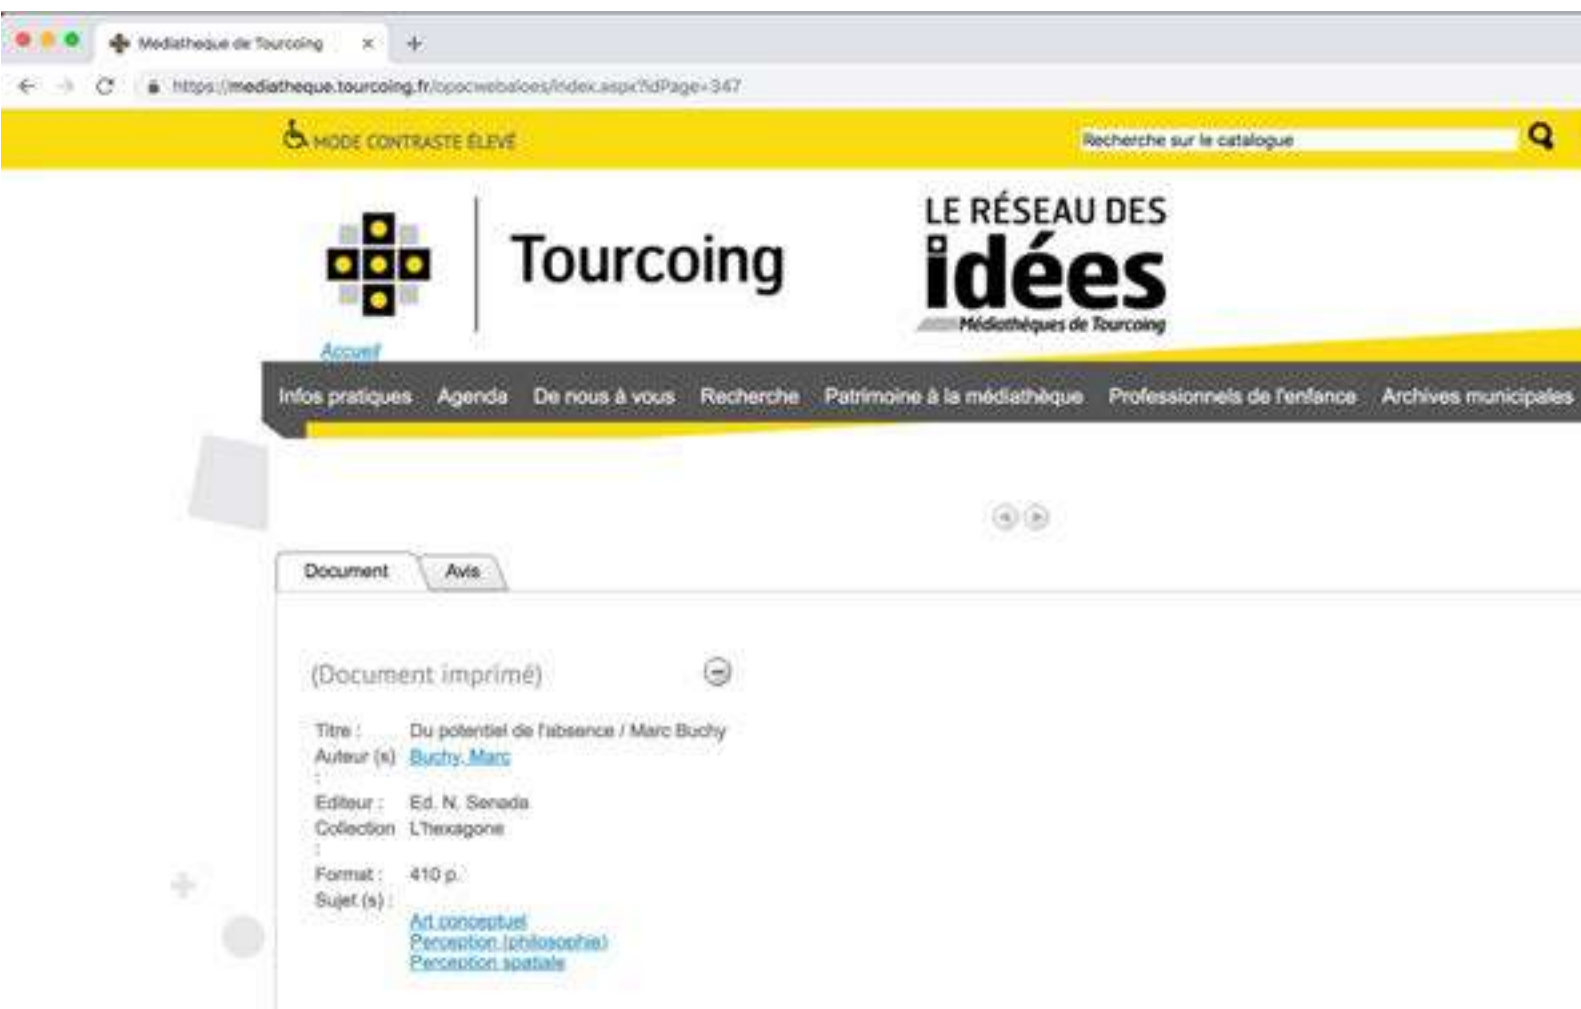 Mediatheque de Tourcoing
https://mediatheque.tourcoing.fr/opacwebaloes/index.aspx?idPage=347
MODE CONTRASTE ÉLEVÉ
Recherche sur le catalogue
Tourcoing
LE RÉSEAU DES
idées
Médiathèques de Tourcoing
Accueil
Infos pratiques Agenda De nous à vous Recherche Patrimoine à la médiathèque Professionnels de l'enfance Archives municipales
Document Avis
(Document imprimé)
Titre : Du potentiel de l'absence / Marc Buchy
Auteur (s) Buchy, Marc
:
Editeur : Ed. N. Senada
Collection L'hexagone
:
Format : 410 p.
Sujet (s) :
Art conceptuel
Perception (philosophie)
Perception spatiale